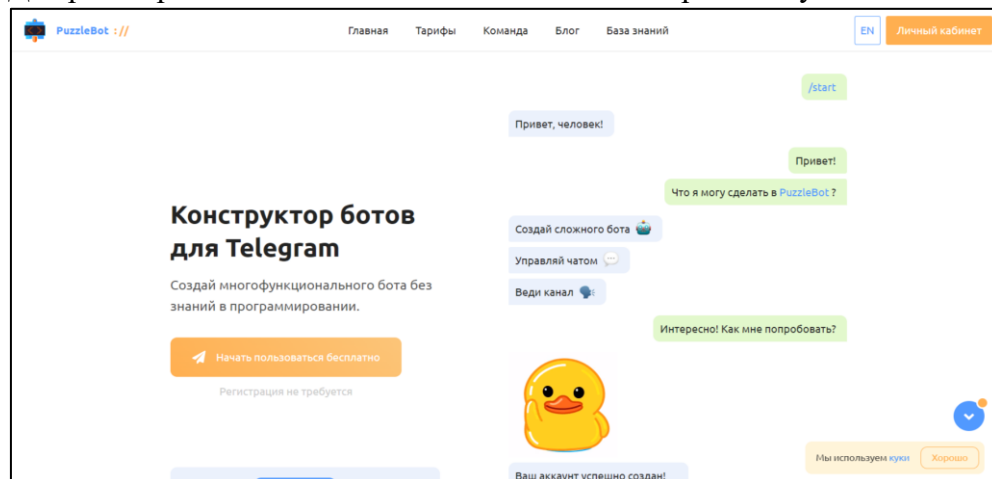 PuzzleBot ://
Главная Тарифы Команда Блог База знаний
EN Личный кабинет
/start
Привет, человек!
Привет!
Что я могу сделать в PuzzleBot ?
Конструктор ботов
для Telegram
Создай многофункционального бота без
знаний в программировании.
Начать пользоваться бесплатно
Регистрация не требуется
Создай сложного бота
Управляй чатом
Веди канал
Интересно! Как мне попробовать?
Ваш аккаунт успешно создан!
Мы используем куки Хорошо